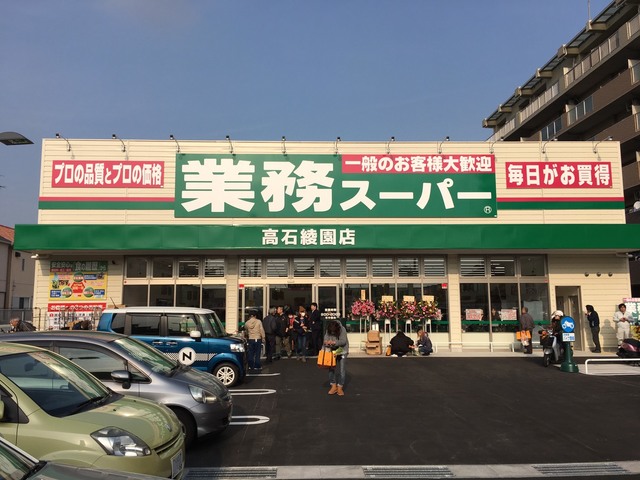 プロの品質とプロの価格
業務スーパー
一般のお客様大歓迎
®
毎日がお買得
高石綾園店
N